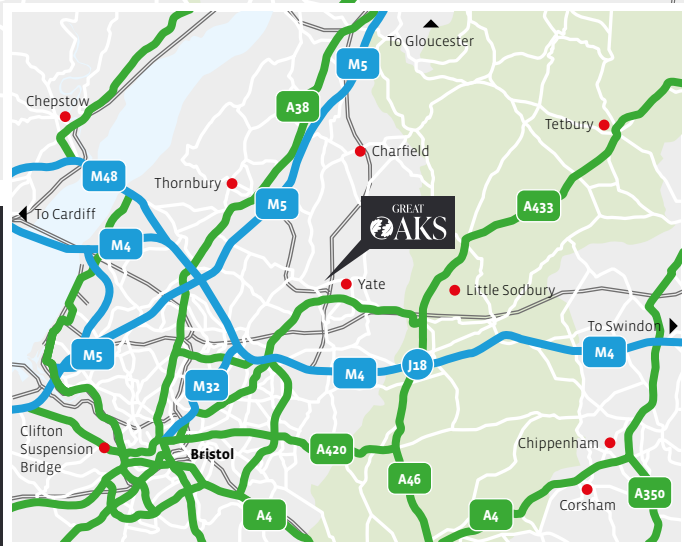 To Gloucester
M5
Chepstow
A38
Tetbury
Charfield
M48
Thornbury
M5
A433
To Cardiff
GREAT
OAKS
M4
Yate
Little Sodbury
To Swindon
M5
M4
J18
M4
M32
Clifton
Suspension
Bridge
Bristol
A420
Chippenham
A46
A350
Corsham
A4
A4